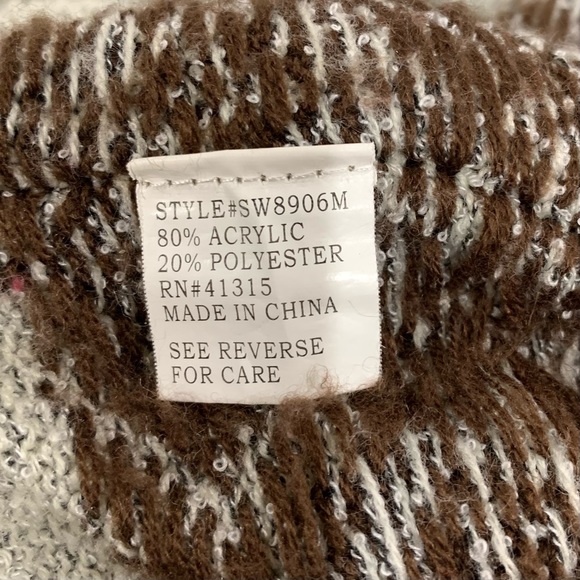 STYLE#SW8906M
80% ACRYLIC
20% POLYESTER
RN#41315
MADE IN CHINA
SEE REVERSE
FOR CARE